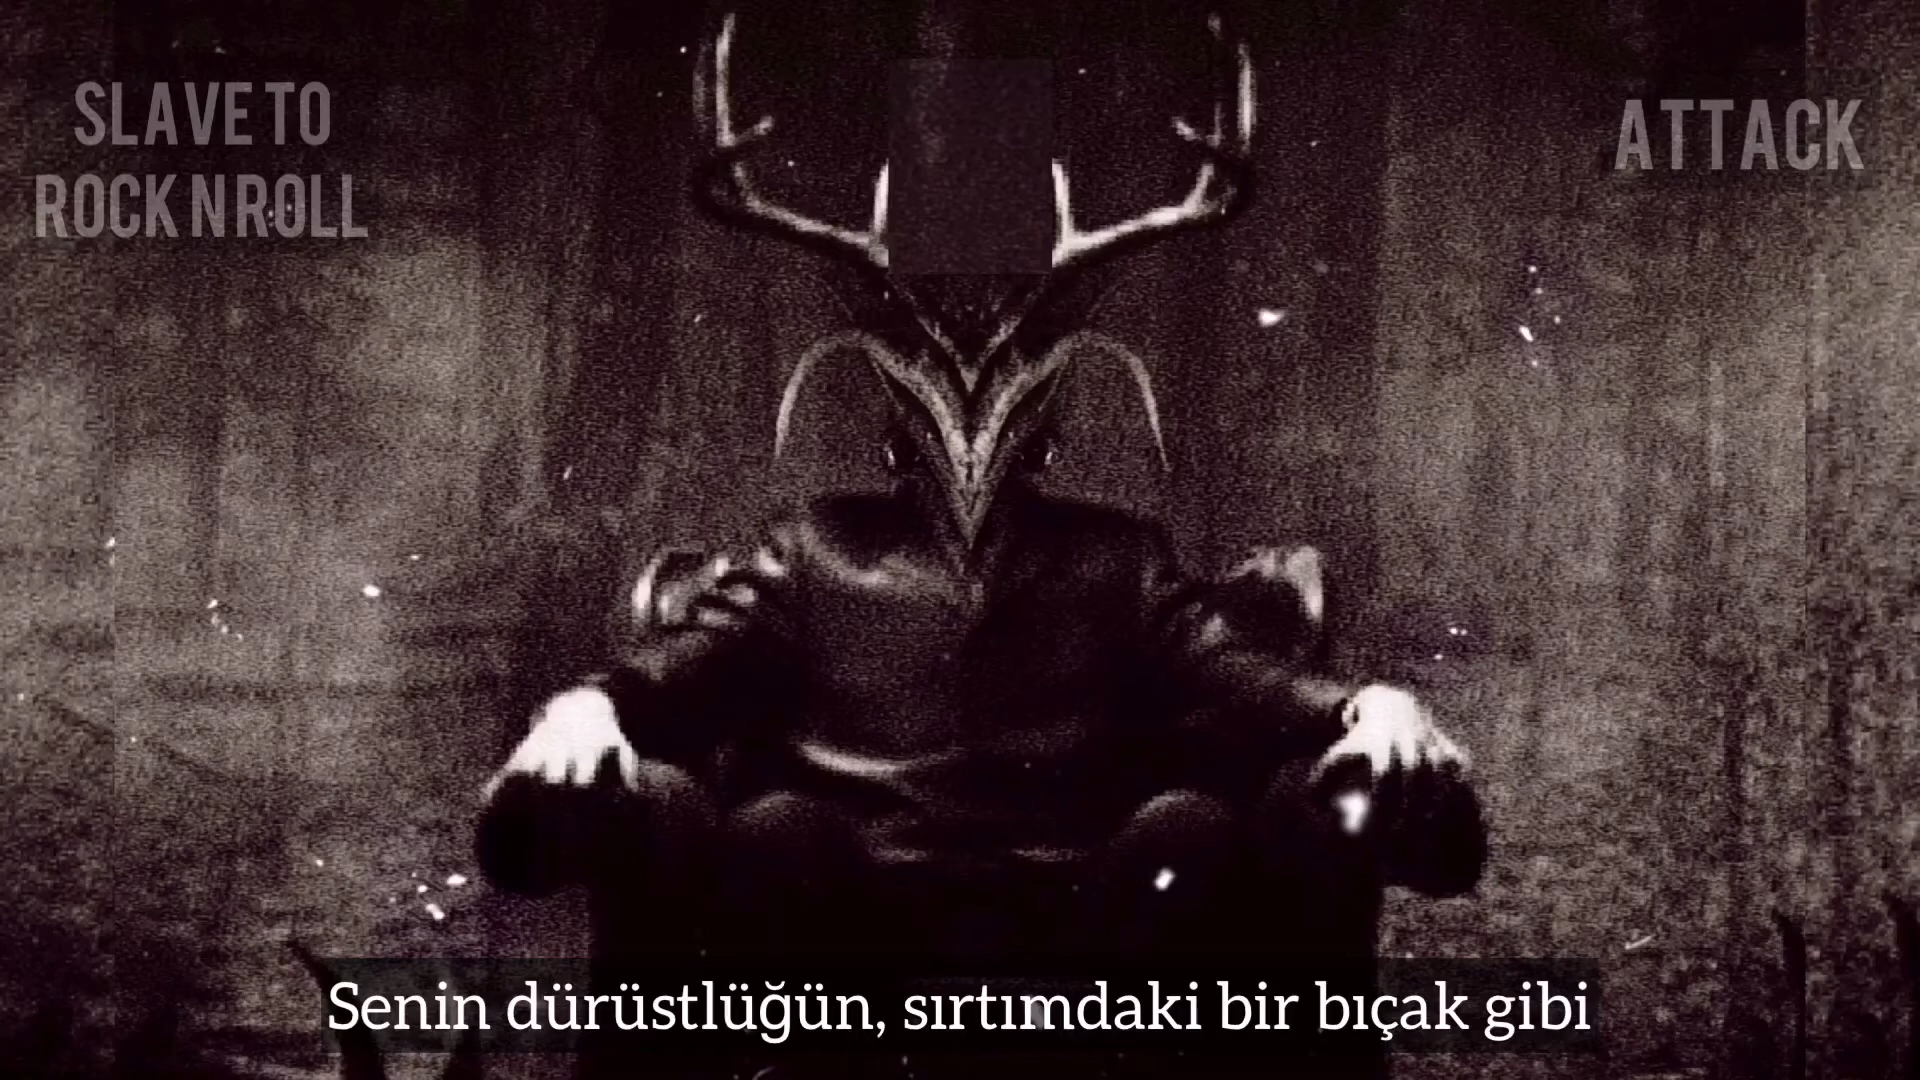 SLAVE TO
ROCK N ROLL
ATTACK
Senin dürüstlüğün, sırtımdaki bir bıçak gibi